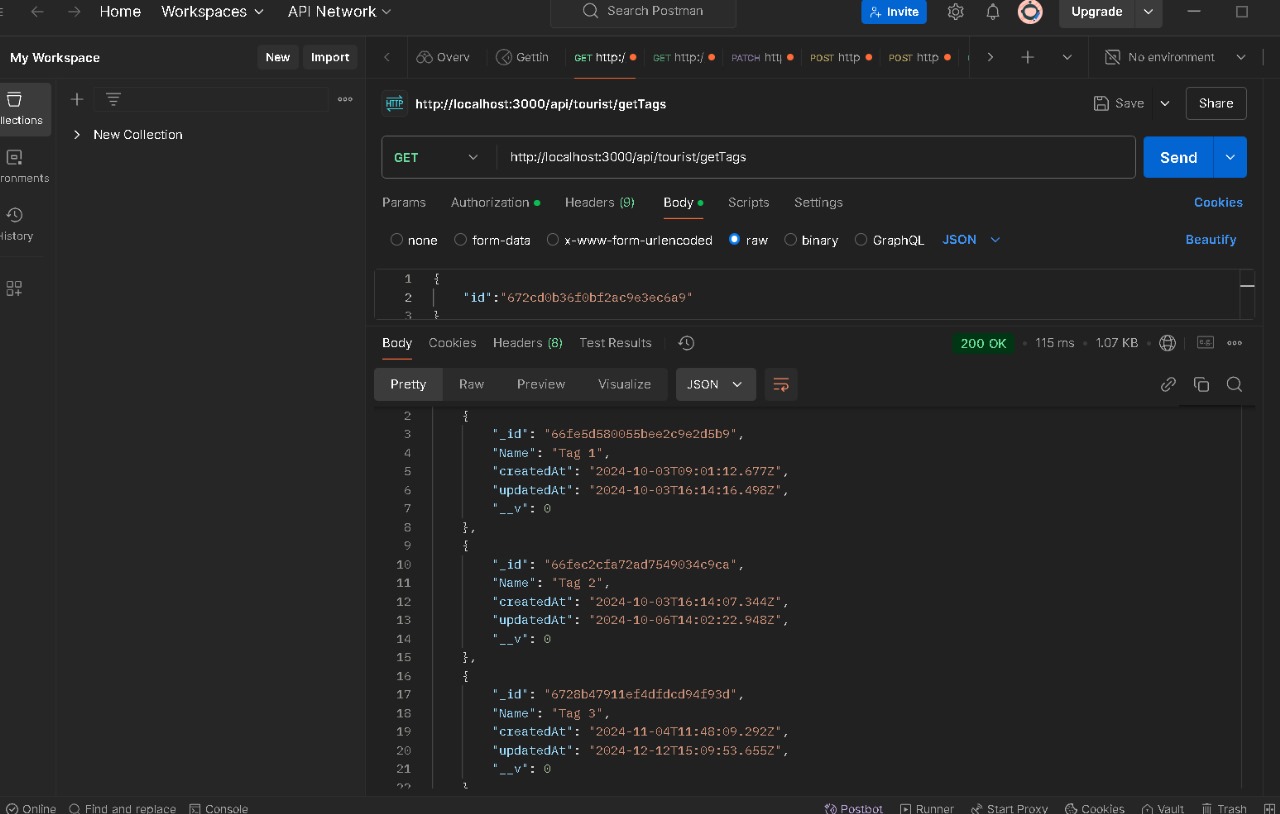 Home Workspaces API Network Search Postman Invite Upgrade
My Workspace New Import Overv Gettin GET http:/ GET http:/ PATCH htt POST http POST http No environment
llections
ronments
History
New Collection
HTTP http://localhost:3000/api/tourist/getTags Save Share
GET http://localhost:3000/api/tourist/getTags Send
Params Authorization Headers (9) Body Scripts Settings Cookies
none form-data x-www-form-urlencoded raw binary GraphQL JSON Beautify
1 {
2 "id":"672cd0b36f0bf2ac9e3ec6a9"
3 }
Body Cookies Headers (8) Test Results 200 OK 115 ms 1.07 KB e.g.
Pretty Raw Preview Visualize JSON
2 {
3 "_id": "66fe5d580055bee2c9e2d5b9",
4 "Name": "Tag 1",
5 "createdAt": "2024-10-03T09:01:12.677Z",
6 "updatedAt": "2024-10-03T16:14:16.498Z",
7 "__v": 0
8 },
9 {
10 "_id": "66fec2cfa72ad7549034c9ca",
11 "Name": "Tag 2",
12 "createdAt": "2024-10-03T16:14:07.344Z",
13 "updatedAt": "2024-10-06T14:02:22.948Z",
14 "__v": 0
15 },
16 {
17 "_id": "6728b47911ef4dfdcd94f93d",
18 "Name": "Tag 3",
19 "createdAt": "2024-11-04T11:48:09.292Z",
20 "updatedAt": "2024-12-12T15:09:53.655Z",
21 "__v": 0
22 }
Online Find and replace Console Postbot Runner Start Proxy Cookies Vault Trash